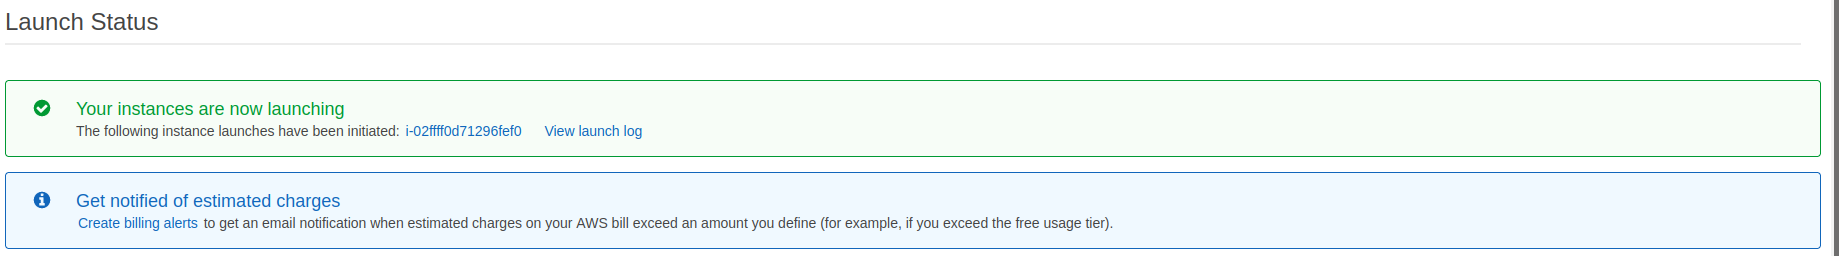 Launch Status
Your instances are now launching
The following instance launches have been initiated: i-02ffff0d71296fef0 View launch log
Get notified of estimated charges
Create billing alerts to get an email notification when estimated charges on your AWS bill exceed an amount you define (for example, if you exceed the free usage tier).